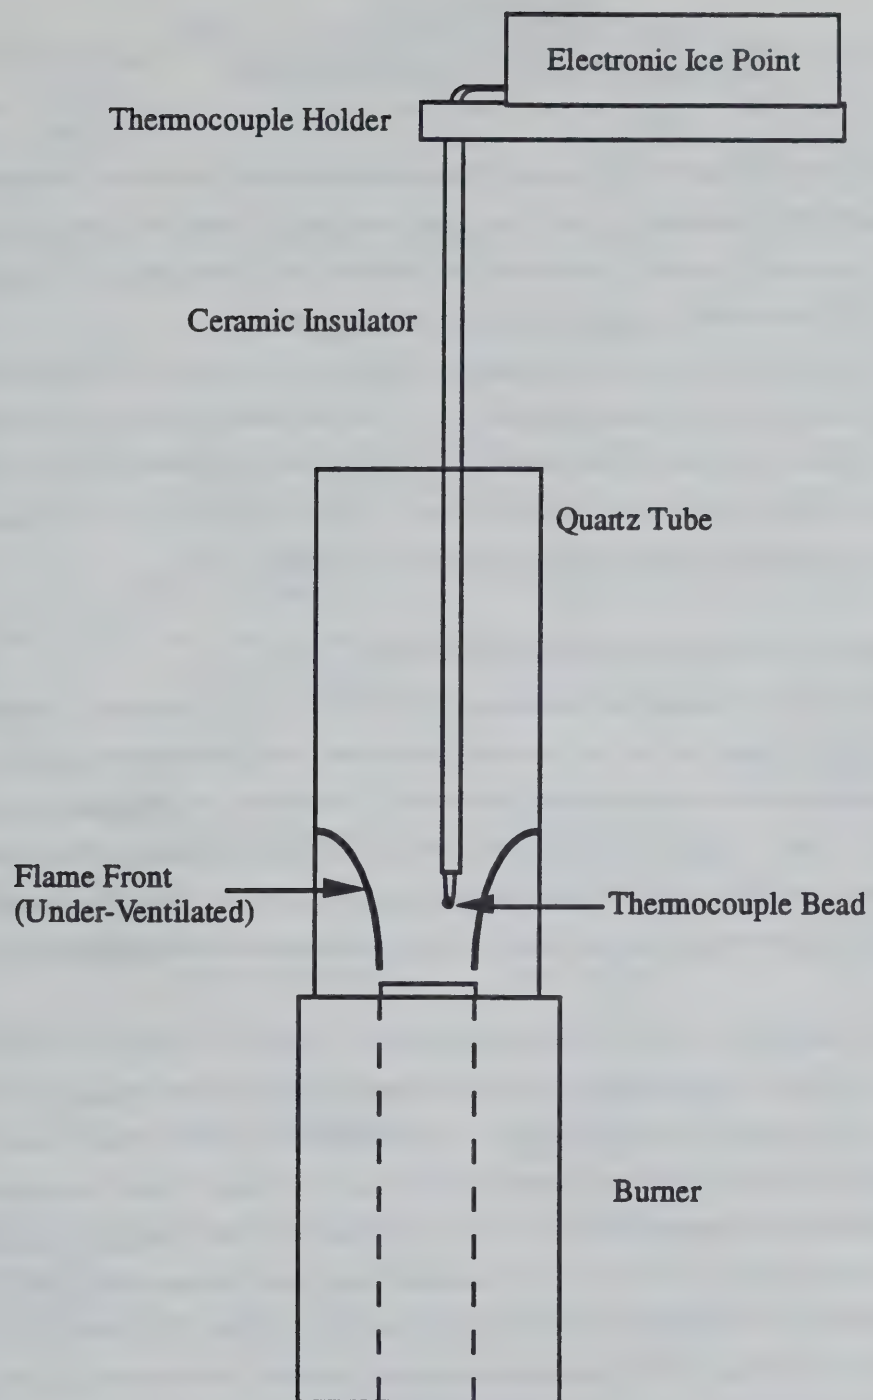 Electronic Ice Point
Thermocouple Holder
Ceramic Insulator
Quartz Tube
Flame Front
(Under-Ventilated)
Thermocouple Bead
Burner